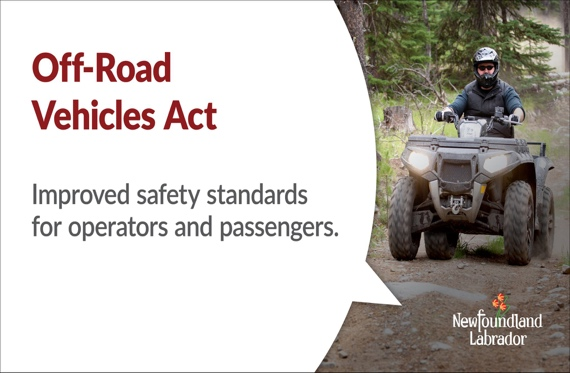 Off-Road
Vehicles Act
Improved safety standards
for operators and passengers.
Newfoundland
Labrador